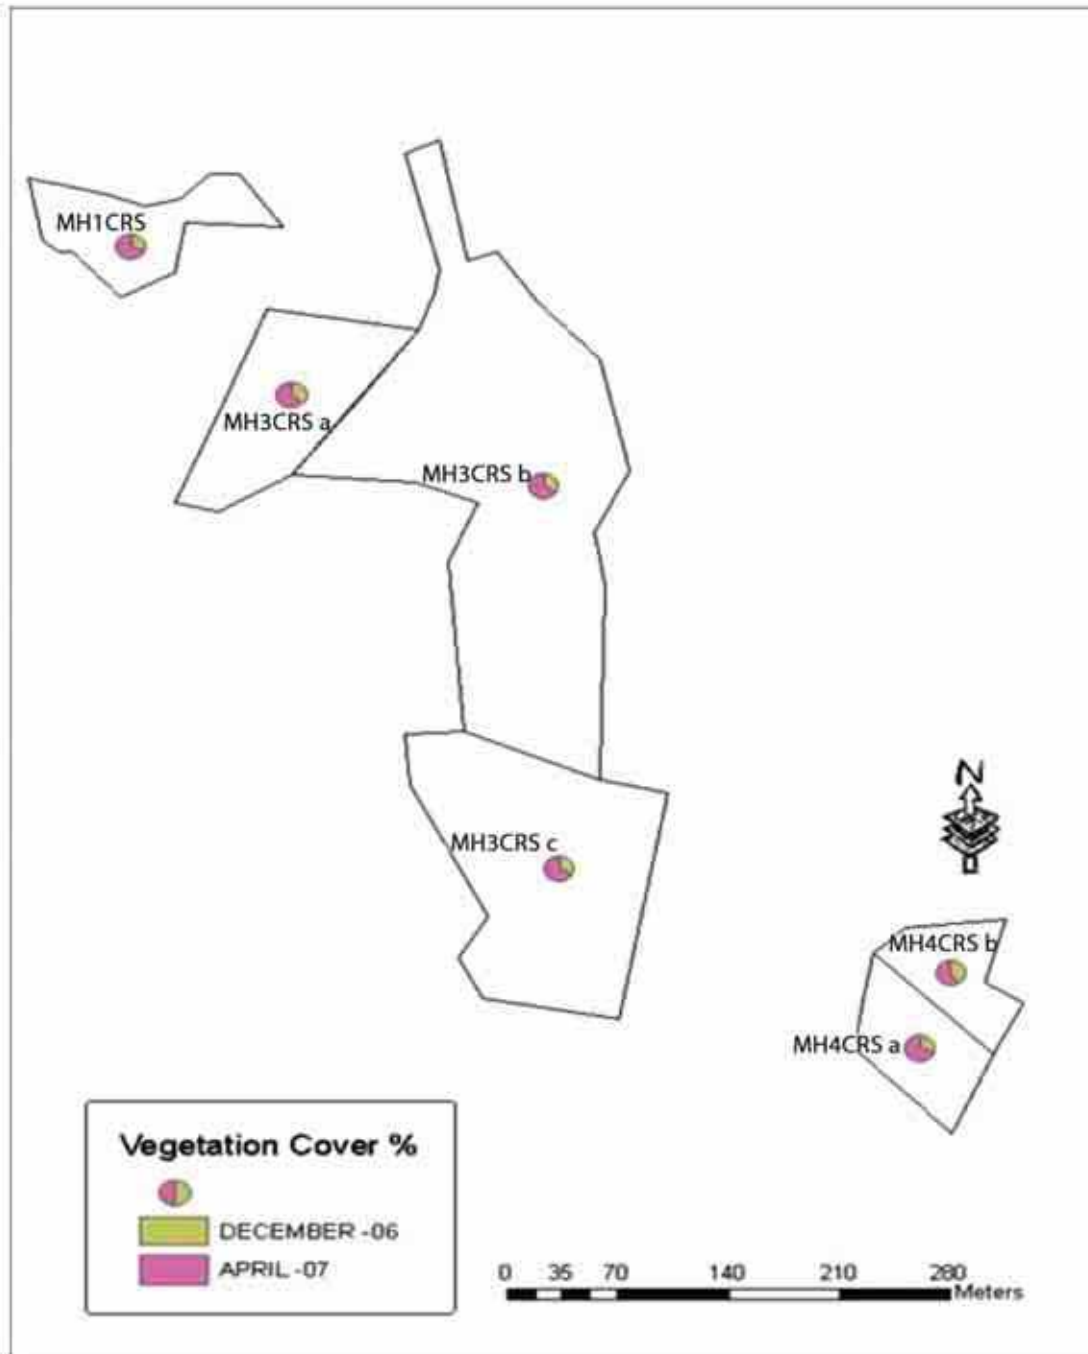 MH1CRS
MH3CRS a
MH3CRS b
MH3CRS c
N
MH4CRS b
MH4CRS a
Vegetation Cover %
DECEMBER -06
APRIL -07
0 35 70 140 210 280
Meters